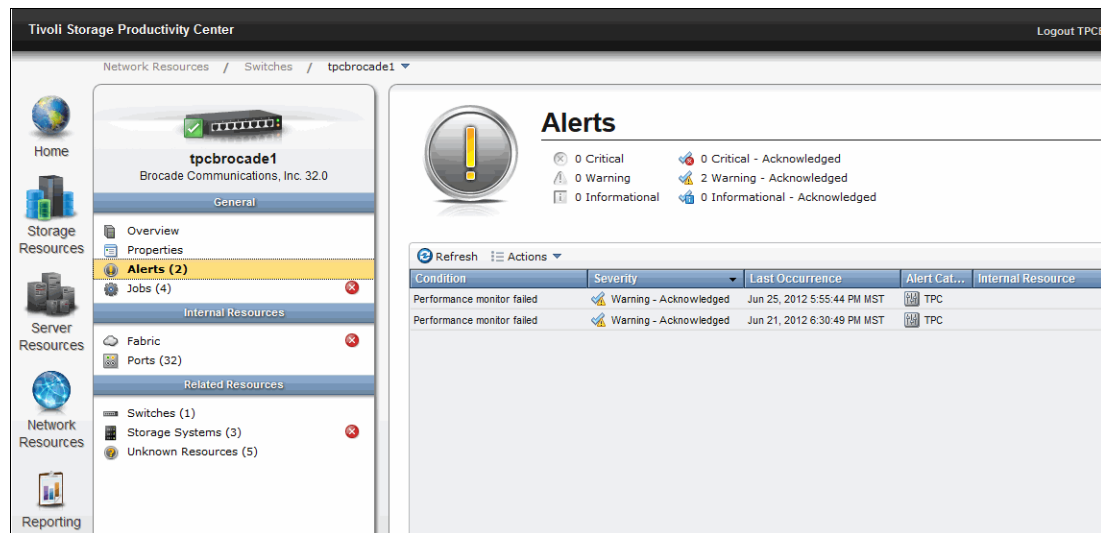 Tivoli Storage Productivity Center
Logout TPCE
Network Resources / Switches / tpcbrocade1
Home
Storage Resources
Server Resources
Network Resources
Reporting
tpcbrocade1
Brocade Communications, Inc. 32.0
General
Overview
Properties
Alerts (2)
Jobs (4)
Internal Resources
Fabric
Ports (32)
Related Resources
Switches (1)
Storage Systems (3)
Unknown Resources (5)
Alerts
0 Critical
0 Critical - Acknowledged
0 Warning
2 Warning - Acknowledged
0 Informational
0 Informational - Acknowledged
Refresh Actions
Condition Severity Last Occurrence Alert Cat... Internal Resource
Performance monitor failed Warning - Acknowledged Jun 25, 2012 5:55:44 PM MST TPC
Performance monitor failed Warning - Acknowledged Jun 21, 2012 6:30:49 PM MST TPC